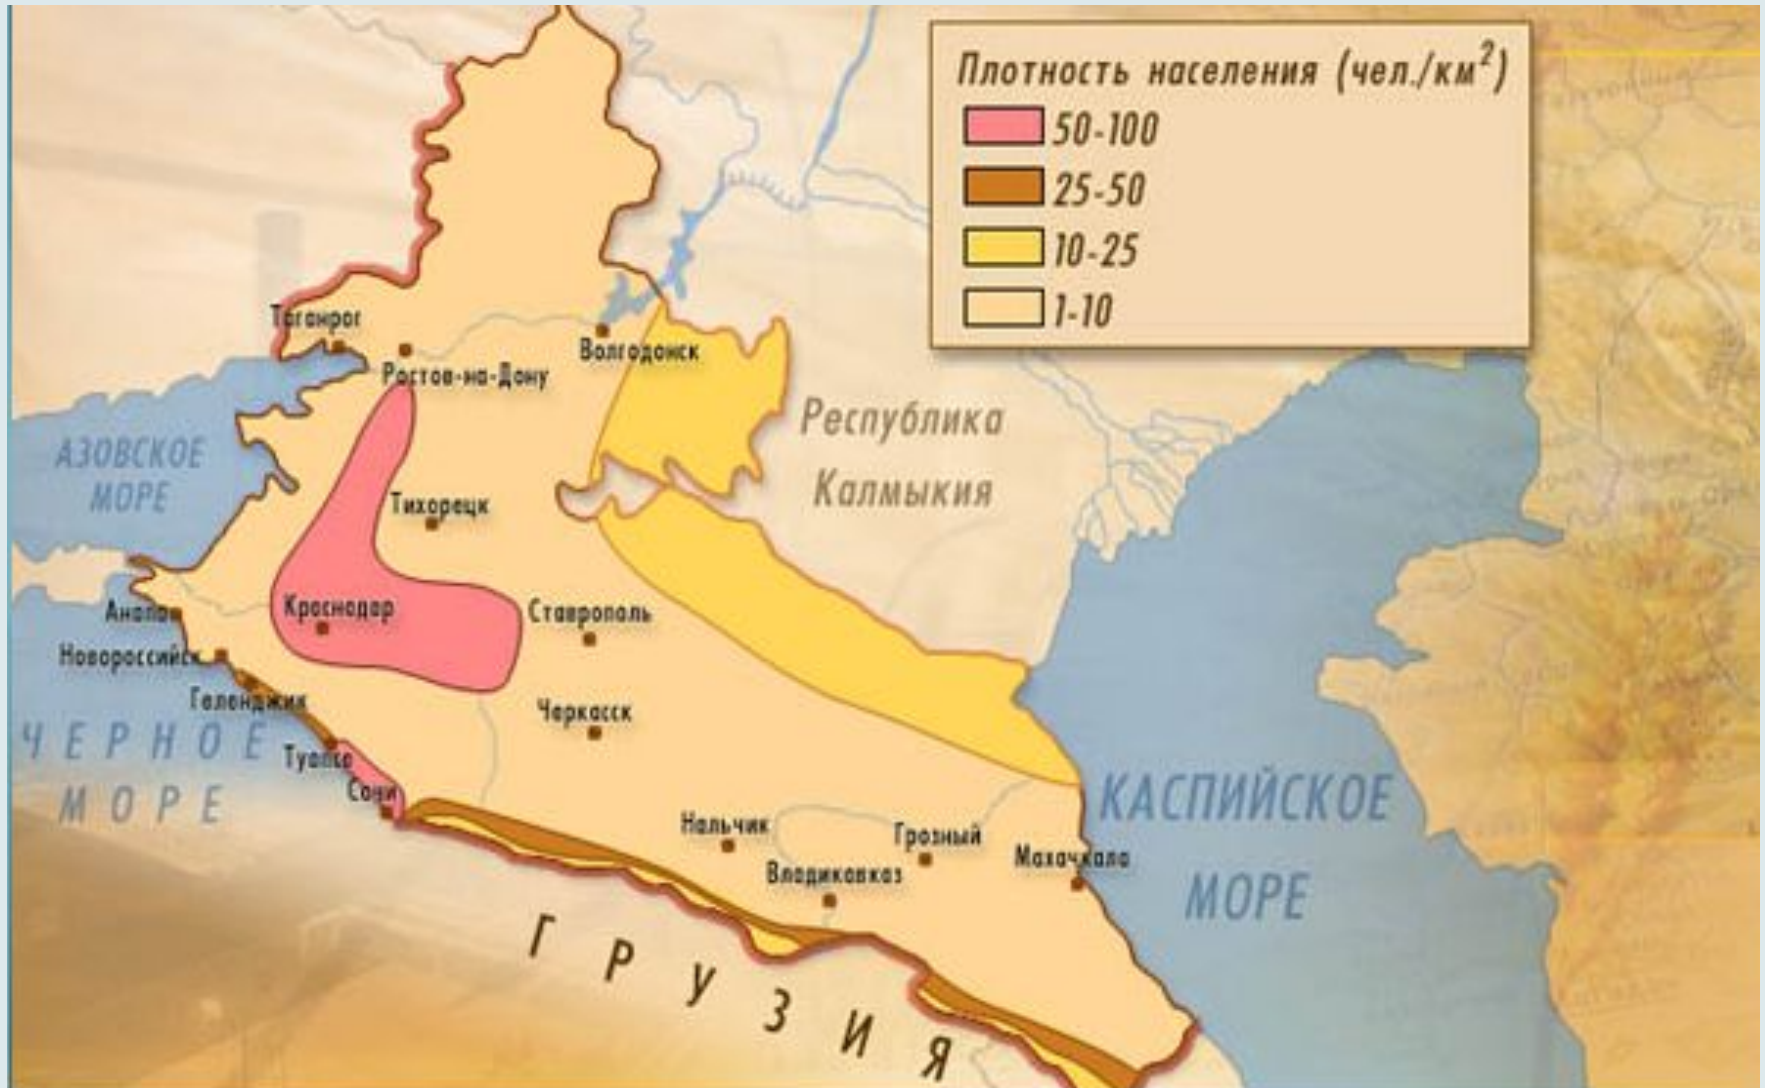 Плотность населения (чел./км²)
50-100
25-50
10-25
1-10
Таганрог
Ростов-на-Дону
Волгодонск
Республика
Калмыкия
АЗОВСКОЕ
МОРЕ
Тихорецк
Краснодар
Ставрополь
Анапа
Новороссийск
Геленджик
Черкасск
ЧЕРНОЕ
МОРЕ
Туапсе
Сочи
КАСПИЙСКОЕ
МОРЕ
Нальчик
Грозный
Владикавказ
Махачкала
ГРУЗИЯ